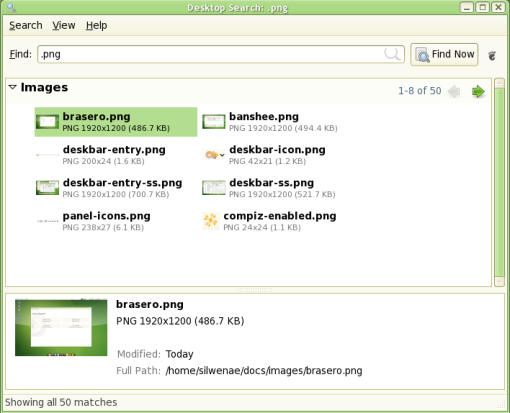 Desktop Search: .png
Search View Help
Find: .png Find Now
Images 1-8 of 50
brasero.png banshee.png
PNG 1920x1200 (486.7 KB) PNG 1920x1200 (494.4 KB)
deskbar-entry.png deskbar-icon.png
PNG 200x24 (1.6 KB) PNG 42x21 (1.2 KB)
deskbar-entry-ss.png deskbar-ss.png
PNG 1920x1200 (700.7 KB) PNG 1920x1200 (521.7 KB)
panel-icons.png compiz-enabled.png
PNG 238x27 (6.1 KB) PNG 24x24 (1.1 KB)
brasero.png
PNG 1920x1200 (486.7 KB)
Modified: Today
Full Path: /home/silwenae/docs/images/brasero.png
Showing all 50 matches